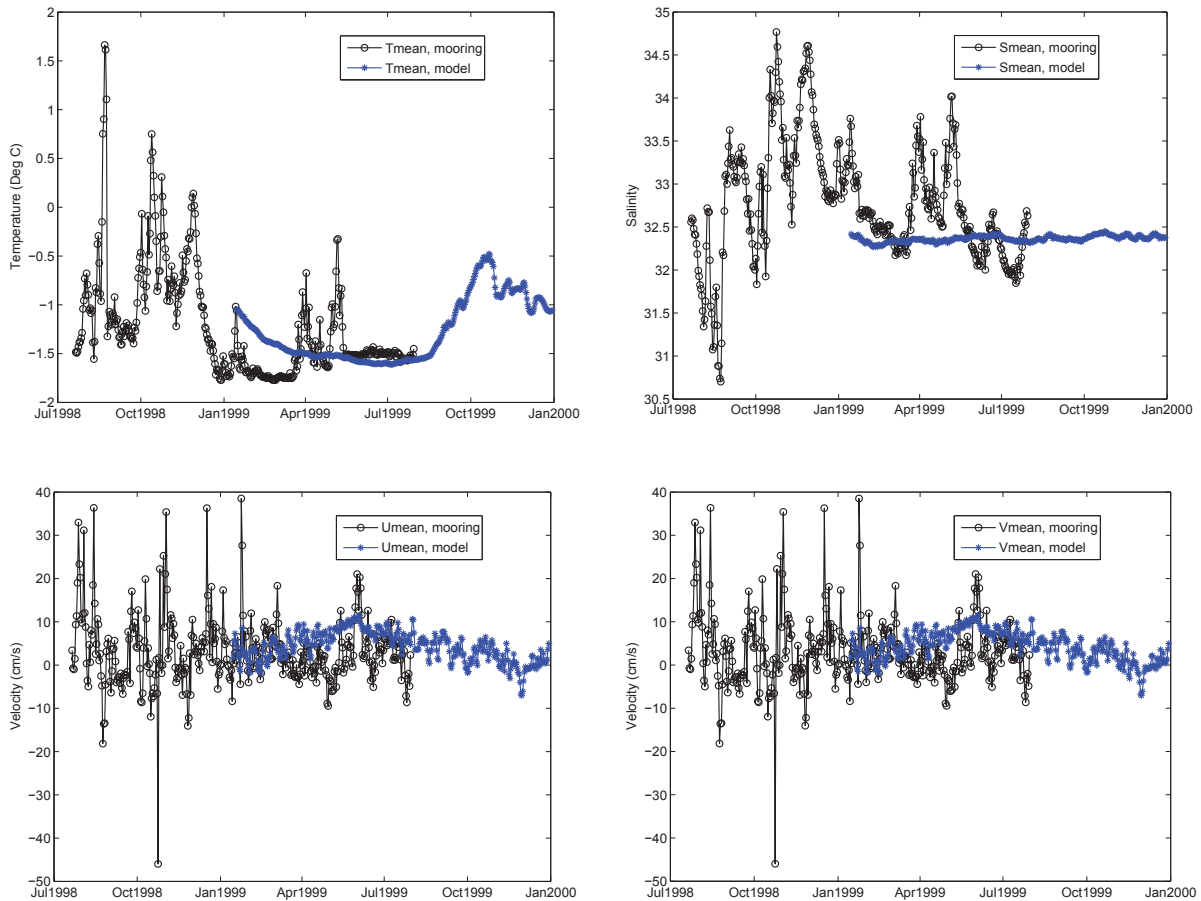 2
1.5
1
0.5
0
−0.5
−1
−1.5
−2
Temperature (Deg C)
Tmean, mooring
Tmean, model
Jul1998 Oct1998 Jan1999 Apr1999 Jul1999 Oct1999 Jan2000
35
34.5
34
33.5
33
32.5
32
31.5
31
30.5
Salinity
Smean, mooring
Smean, model
Jul1998 Oct1998 Jan1999 Apr1999 Jul1999 Oct1999 Jan2000
40
30
20
10
0
−10
−20
−30
−40
−50
Velocity (cm/s)
Umean, mooring
Umean, model
Jul1998 Oct1998 Jan1999 Apr1999 Jul1999 Oct1999 Jan2000
40
30
20
10
0
−10
−20
−30
−40
−50
Velocity (cm/s)
Vmean, mooring
Vmean, model
Jul1998 Oct1998 Jan1999 Apr1999 Jul1999 Oct1999 Jan2000